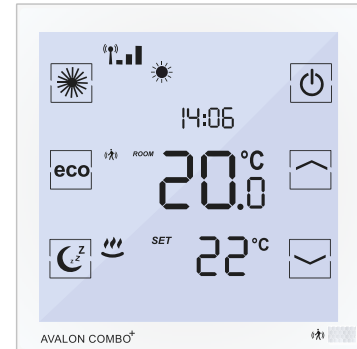 14:06
eco
ROOM
20.0 °C
z z Z
SET
22 °C
AVALON COMBO+